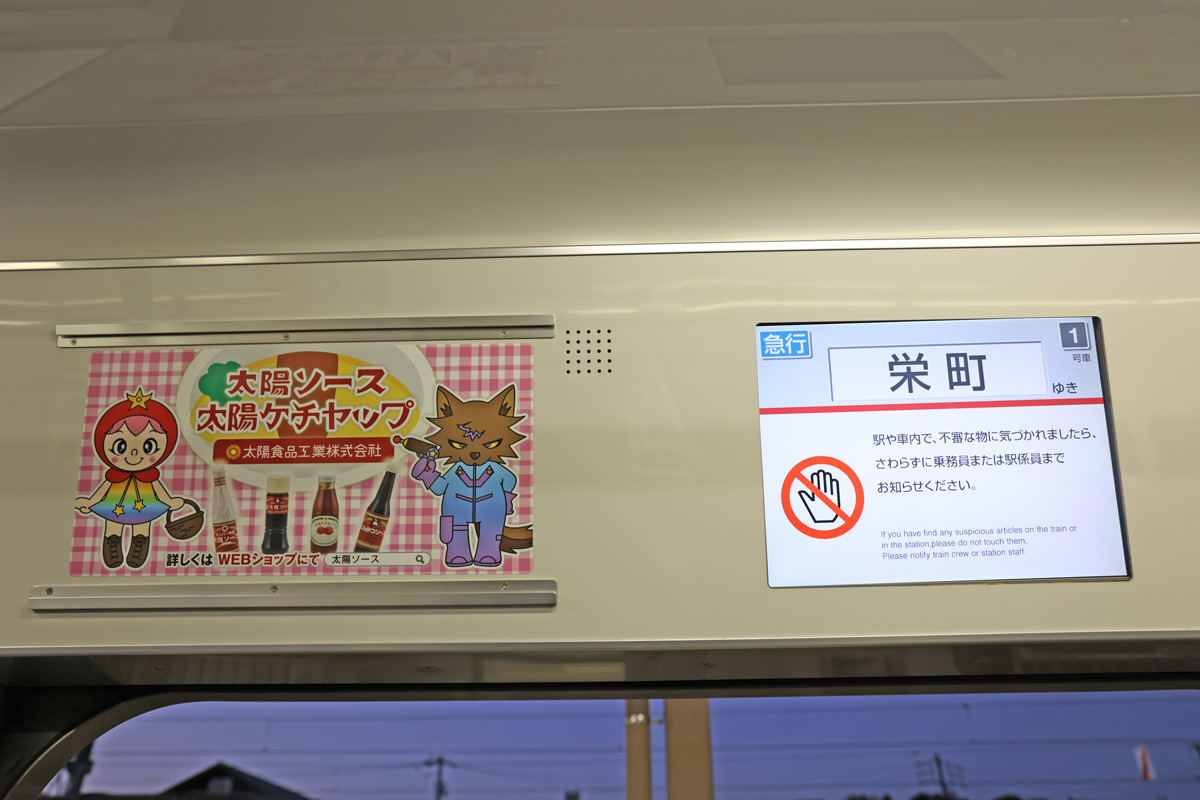 太陽ソース
太陽ケチャップ
太陽食品工業株式会社
詳しくは WEBショップにて 太陽ソース
急行
栄町
ゆき
1
号車
駅や車内で、不審な物に気づかれましたら、
さわらずに乗務員または駅係員まで
お知らせください。
If you have find any suspicious articles on the train or
in the station,please do not touch them.
Please notify train crew or station staff.